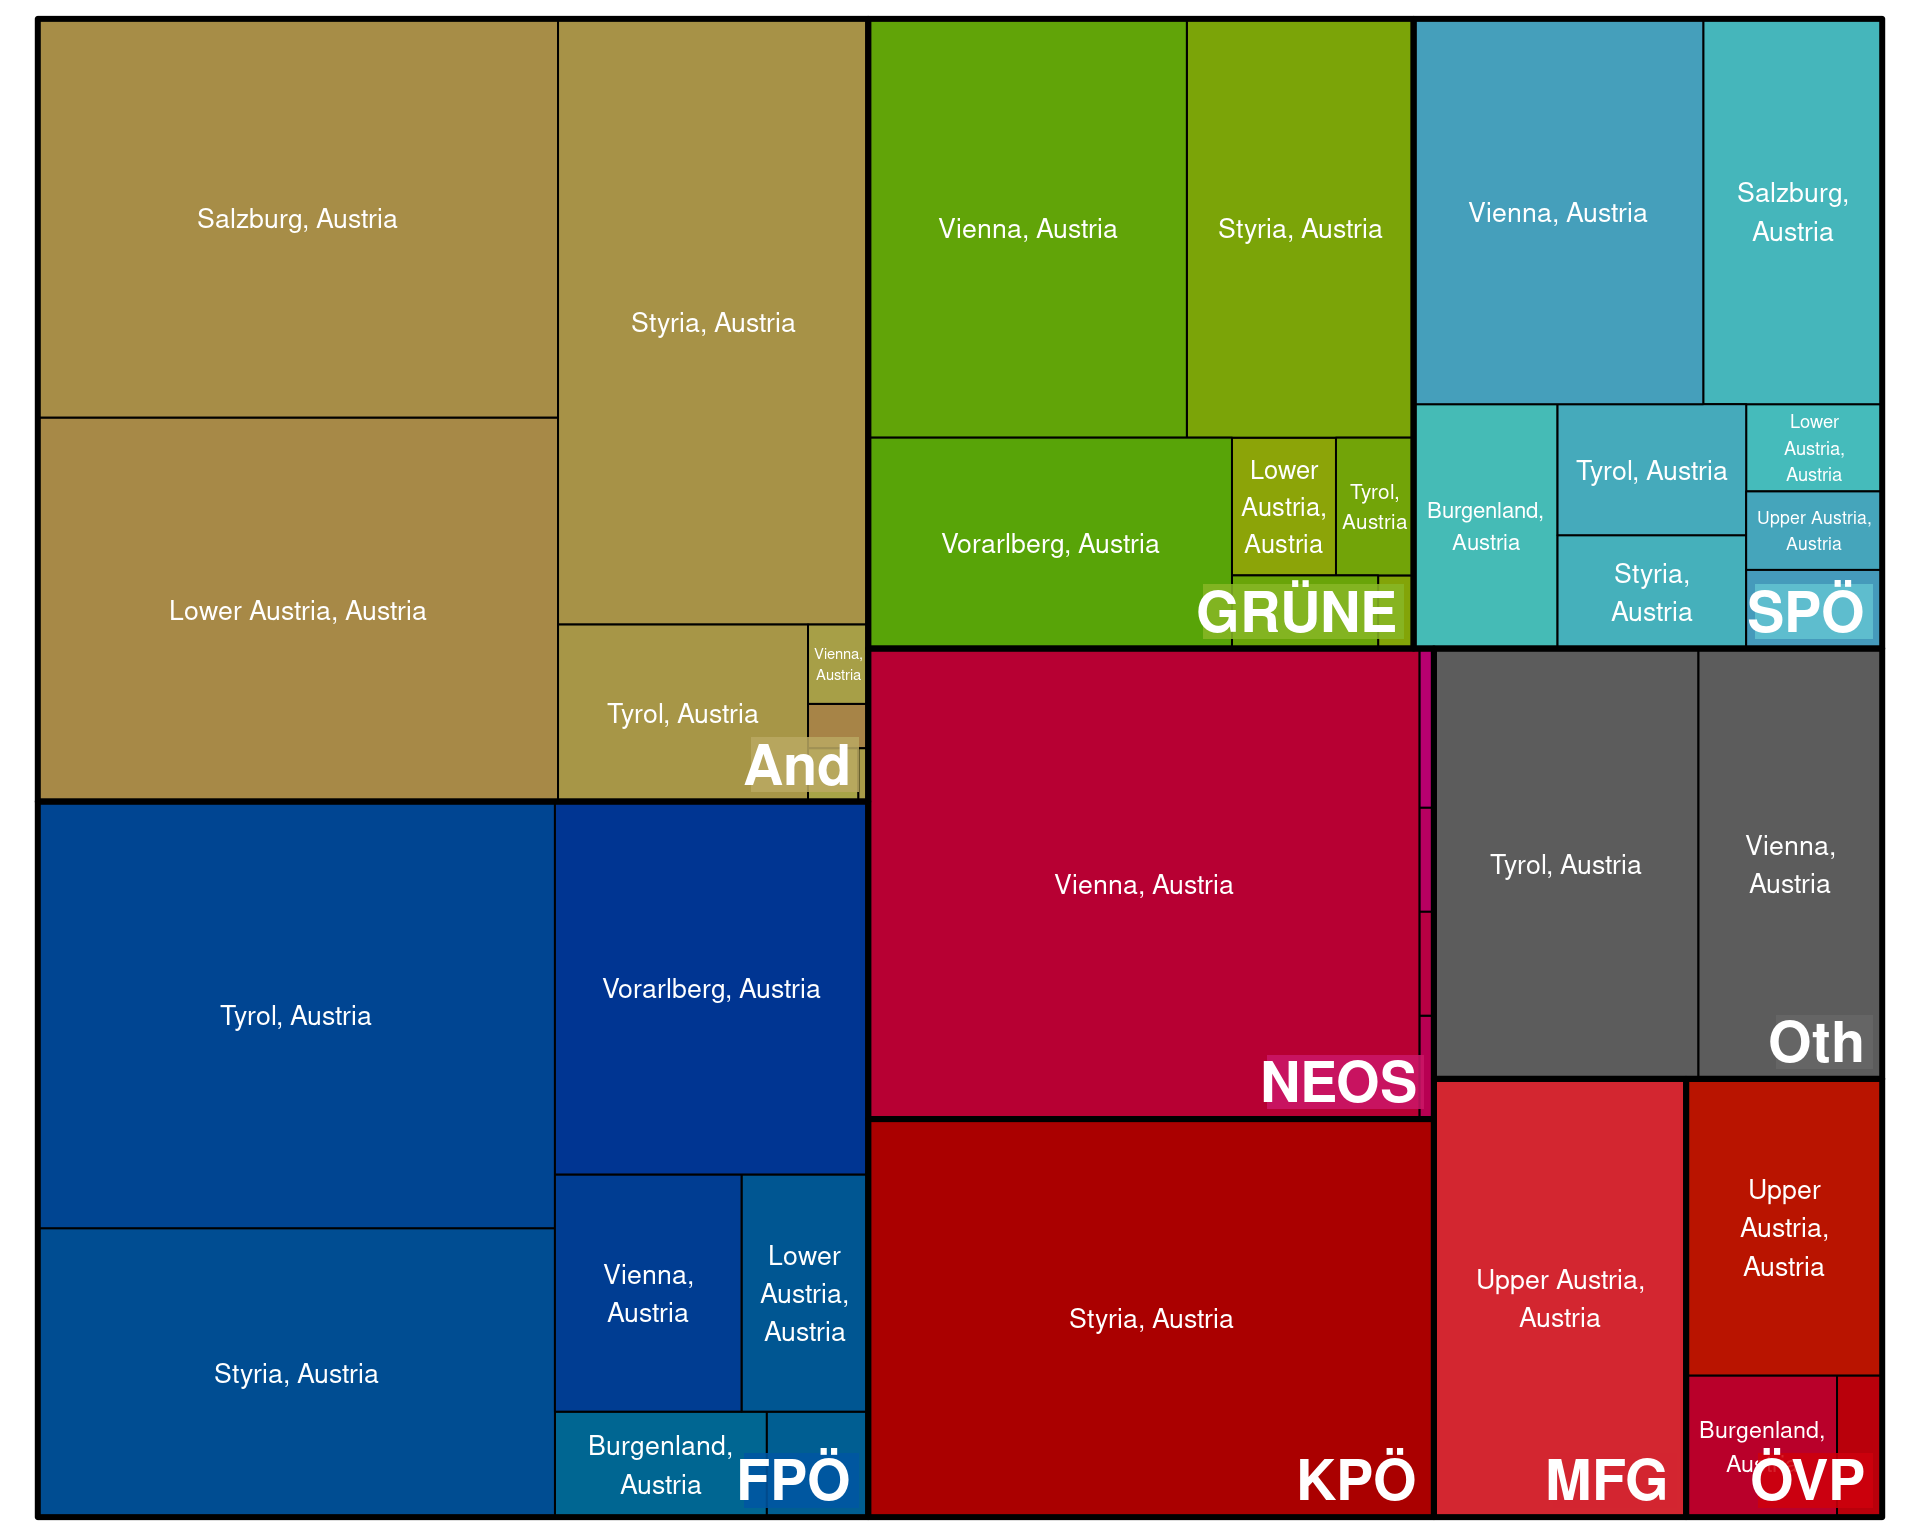 Salzburg, Austria
Styria, Austria
Lower Austria, Austria
Tyrol, Austria
Vienna,
Austria
And
Vienna, Austria
Styria, Austria
Vorarlberg, Austria
Lower
Austria,
Austria
Tyrol,
Austria
GRÜNE
Vienna, Austria
Salzburg,
Austria
Burgenland,
Austria
Tyrol, Austria
Styria,
Austria
Lower
Austria,
Austria
Upper Austria,
Austria
SPÖ
Tyrol, Austria
Vorarlberg, Austria
Styria, Austria
Vienna,
Austria
Lower
Austria,
Austria
Burgenland,
Austria
FPÖ
Vienna, Austria
NEOS
Tyrol, Austria
Vienna,
Austria
Oth
Styria, Austria
KPÖ
Upper Austria,
Austria
MFG
Upper
Austria,
Austria
Burgenland,
ÖVP